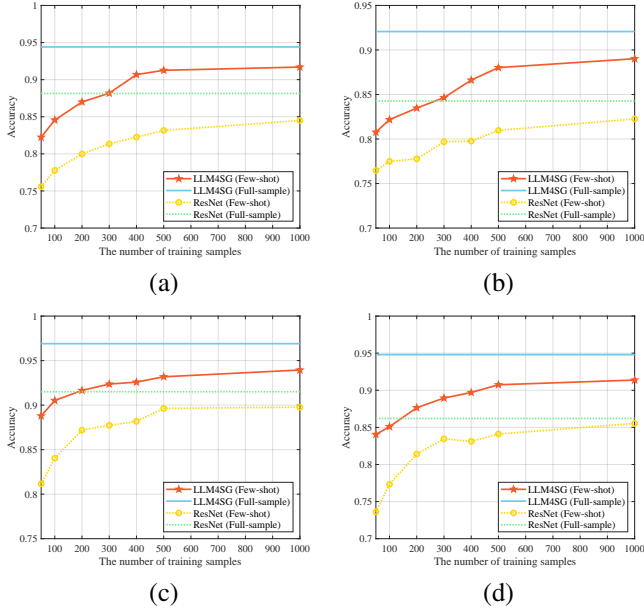 1
0.95
0.9
0.85
0.8
0.75
0.7
Accuracy
100 200 300 400 500 600 700 800 900 1000
The number of training samples
LLM4SG (Few-shot)
LLM4SG (Full-sample)
ResNet (Few-shot)
ResNet (Full-sample)
(a)
0.95
0.9
0.85
0.8
0.75
0.7
Accuracy
100 200 300 400 500 600 700 800 900 1000
The number of training samples
LLM4SG (Few-shot)
LLM4SG (Full-sample)
ResNet (Few-shot)
ResNet (Full-sample)
(b)
1
0.95
0.9
0.85
0.8
0.75
Accuracy
100 200 300 400 500 600 700 800 900 1000
The number of training samples
LLM4SG (Few-shot)
LLM4SG (Full-sample)
ResNet (Few-shot)
ResNet (Full-sample)
(c)
1
0.95
0.9
0.85
0.8
0.75
0.7
Accuracy
100 200 300 400 500 600 700 800 900 1000
The number of training samples
LLM4SG (Few-shot)
LLM4SG (Full-sample)
ResNet (Few-shot)
ResNet (Full-sample)
(d)